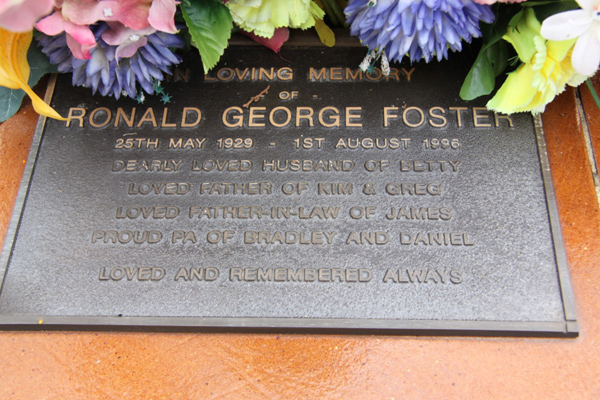 IN LOVING MEMORY
OF
RONALD GEORGE FOSTER
25TH MAY 1929 - 1ST AUGUST 1996
DEARLY LOVED HUSBAND OF BETTY
LOVED FATHER OF KIM & GREG
LOVED FATHER-IN-LAW OF JAMES
PROUD PA OF BRADLEY AND DANIEL
LOVED AND REMEMBERED ALWAYS